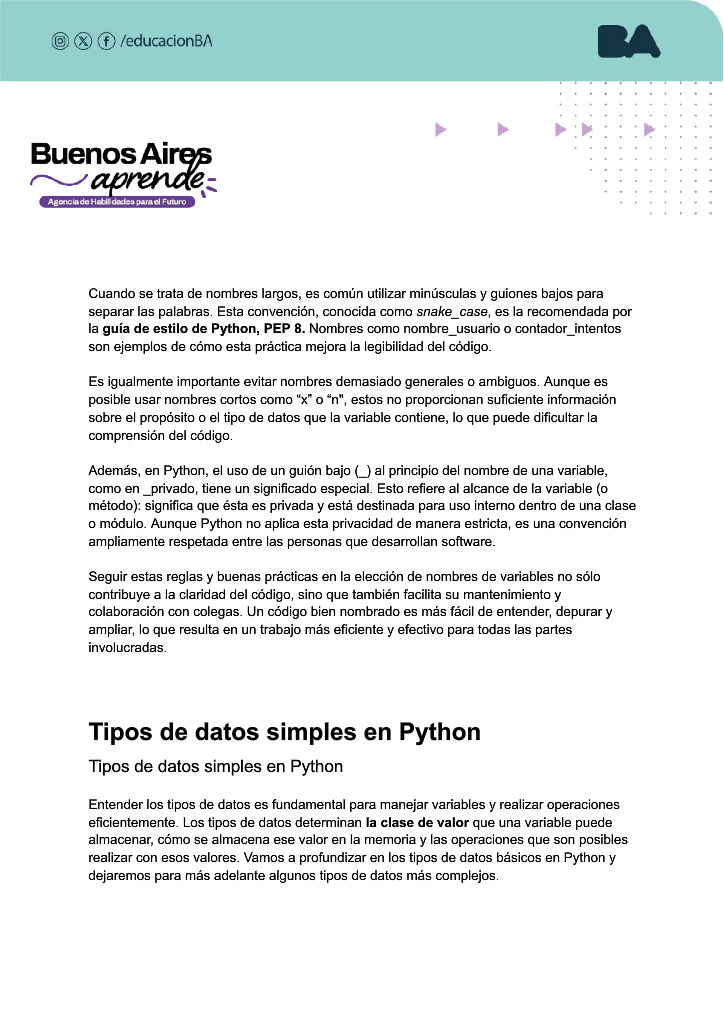 /educacionBA
BA
Buenos Aires
aprende
Agencia de Habilidades para el Futuro
Cuando se trata de nombres largos, es común utilizar minúsculas y guiones bajos para
separar las palabras. Esta convención, conocida como snake_case, es la recomendada por
la guía de estilo de Python, PEP 8. Nombres como nombre_usuario o contador_intentos
son ejemplos de cómo esta práctica mejora la legibilidad del código.
Es igualmente importante evitar nombres demasiado generales o ambiguos. Aunque es
posible usar nombres cortos como “x” o “n", estos no proporcionan suficiente información
sobre el propósito o el tipo de datos que la variable contiene, lo que puede dificultar la
comprensión del código.
Además, en Python, el uso de un guión bajo (_) al principio del nombre de una variable,
como en _privado, tiene un significado especial. Esto refiere al alcance de la variable (o
método): significa que ésta es privada y está destinada para uso interno dentro de una clase
o módulo. Aunque Python no aplica esta privacidad de manera estricta, es una convención
ampliamente respetada entre las personas que desarrollan software.
Seguir estas reglas y buenas prácticas en la elección de nombres de variables no sólo
contribuye a la claridad del código, sino que también facilita su mantenimiento y
colaboración con colegas. Un código bien nombrado es más fácil de entender, depurar y
ampliar, lo que resulta en un trabajo más eficiente y efectivo para todas las partes
involucradas.
Tipos de datos simples en Python
Tipos de datos simples en Python
Entender los tipos de datos es fundamental para manejar variables y realizar operaciones
eficientemente. Los tipos de datos determinan la clase de valor que una variable puede
almacenar, cómo se almacena ese valor en la memoria y las operaciones que son posibles
realizar con esos valores. Vamos a profundizar en los tipos de datos básicos en Python y
dejaremos para más adelante algunos tipos de datos más complejos.